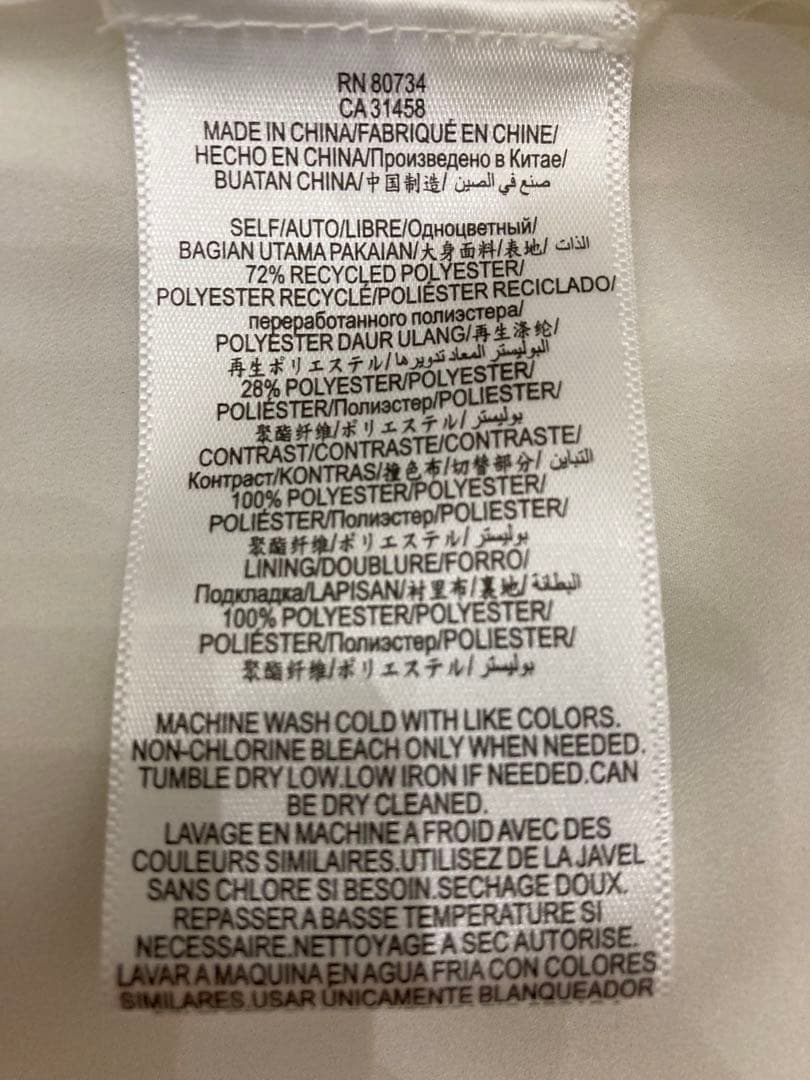 RN 80734
CA 31458
MADE IN CHINA/FABRIQUÉ EN CHINE/
HECHO EN CHINA/Произведено в Китае/
BUATAN CHINA/中国制造/ صنع في الصين
SELF/AUTO/LIBRE/Одноцветный/
BAGIAN UTAMA PAKAIAN/大身面料/表地/ الذات
72% RECYCLED POLYESTER/
POLYESTER RECYCLÉ/POLIÉSTER RECICLADO/
переработанного полиэстера/
POLYESTER DAUR ULANG/再生涤纶/
再生ポリエステル/ البوليستر المعاد تدويرها
28% POLYESTER/POLYESTER/
POLIÉSTER/Полиэстер/POLIESTER/
聚酯纤维/ポリエステル/ بوليستر
CONTRAST/CONTRASTE/CONTRASTE/
Контраст/KONTRAS/撞色布/切替部分/ التباين
100% POLYESTER/POLYESTER/
POLIÉSTER/Полиэстер/POLIESTER/
聚酯纤维/ポリエステル/ بوليستر
LINING/DOUBLURE/FORRO/
Подкладка/LAPISAN/衬里布/裏地/ البطانة
100% POLYESTER/POLYESTER/
POLIÉSTER/Полиэстер/POLIESTER/
聚酯纤维/ポリエステル/ بوليستر
MACHINE WASH COLD WITH LIKE COLORS.
NON-CHLORINE BLEACH ONLY WHEN NEEDED.
TUMBLE DRY LOW.LOW IRON IF NEEDED.CAN
BE DRY CLEANED.
LAVAGE EN MACHINE A FROID AVEC DES
COULEURS SIMILAIRES.UTILISEZ DE LA JAVEL
SANS CHLORE SI BESOIN.SECHAGE DOUX.
REPASSER A BASSE TEMPERATURE SI
NECESSAIRE.NETTOYAGE A SEC AUTORISE.
LAVAR A MAQUINA EN AGUA FRIA CON COLORES
SIMILARES.USAR ÚNICAMENTE BLANQUEADOR